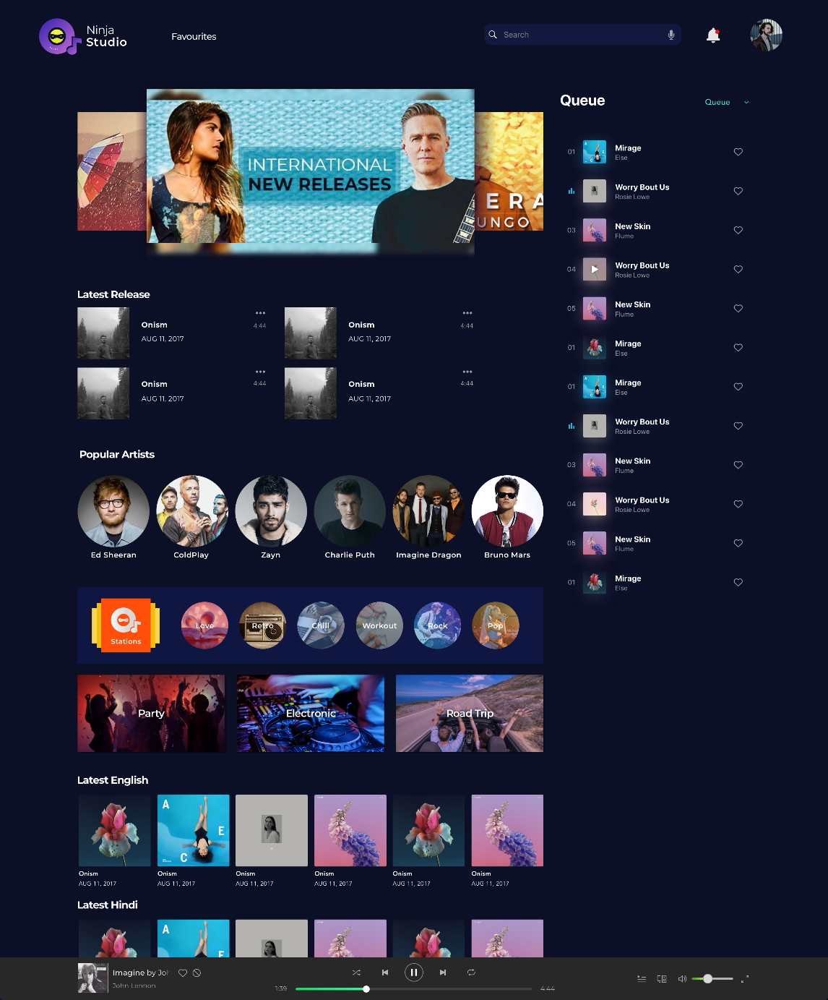 Ninja
Studio
Favourites
Search
INTERNATIONAL
NEW RELEASES
ERA
UNGO
Queue
Queue
01
Mirage
Else
Worry Bout Us
Rosie Lowe
03
New Skin
Flume
04
Worry Bout Us
Rosie Lowe
05
New Skin
Flume
01
Mirage
Else
01
Mirage
Else
Worry Bout Us
Rosie Lowe
03
New Skin
Flume
04
Worry Bout Us
Rosie Lowe
05
New Skin
Flume
01
Mirage
Else
Latest Release
Onism
4:44
AUG 11, 2017
Onism
4:44
AUG 11, 2017
Onism
4:44
AUG 11, 2017
Onism
4:44
AUG 11, 2017
Popular Artists
Ed Sheeran
ColdPlay
Zayn
Charlie Puth
Imagine Dragon
Bruno Mars
Stations
Love
Retro
Chill
Workout
Rock
Pop
Party
Electronic
Road Trip
Latest English
A
E
C
Onism
AUG 11, 2017
Onism
AUG 11, 2017
Onism
AUG 11, 2017
Onism
AUG 11, 2017
Onism
AUG 11, 2017
Onism
AUG 11, 2017
Latest Hindi
A
E
Imagine by Joh
John Lennon
1:39
4:44